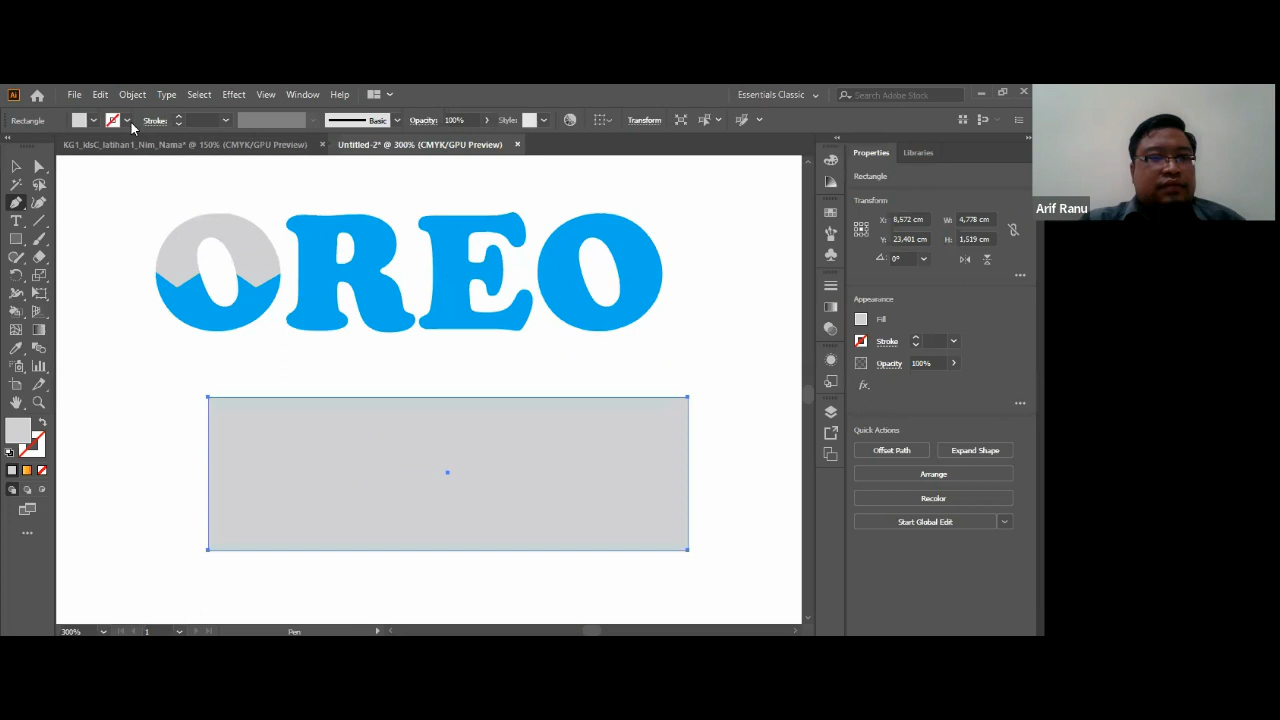 Ai File Edit Object Type Select Effect View Window Help Essentials Classic Search Adobe Stock
Rectangle Stroke: Basic Opacity: 100% Style: Transform
KG1_klsC_latihan1_Nim_Nama* @ 150% (CMYK/GPU Preview) × Untitled-2* @ 300% (CMYK/GPU Preview) ×
Properties Libraries
Rectangle
Transform
X: 8,572 cm W: 4,778 cm
Y: 23,401 cm H: 1,519 cm
0°
Appearance
Fill
Stroke
Opacity 100%
fx.
Quick Actions
Offset Path Expand Shape
Arrange
Recolor
Start Global Edit
OREO
300% 1 Pen
Arif Ranu